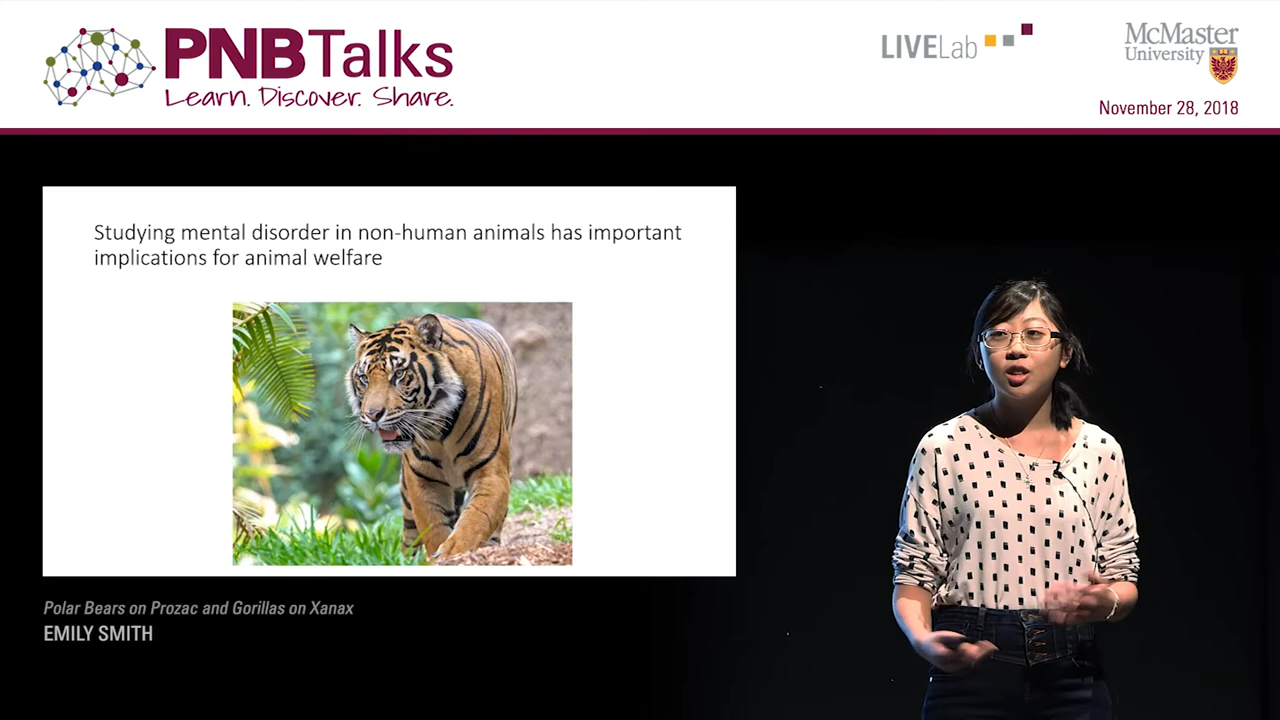 PNBTalks
Learn. Discover. Share.
LIVELab
McMaster
University
November 28, 2018
Studying mental disorder in non-human animals has important
implications for animal welfare
Polar Bears on Prozac and Gorillas on Xanax
EMILY SMITH